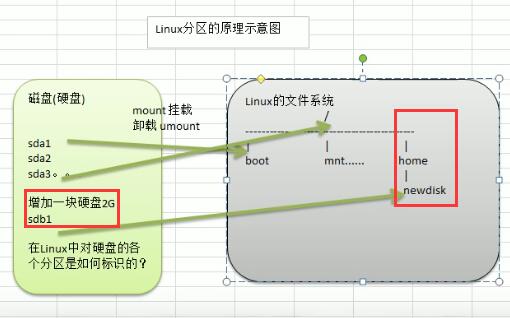 Linux分区的原理示意图
磁盘(硬盘)
sda1
sda2
sda3。。
增加一块硬盘2G
sdb1
在Linux中对硬盘的各
个分区是如何标识的？
mount 挂载
卸载 umount
Linux的文件系统
/
boot mnt...... home
newdisk